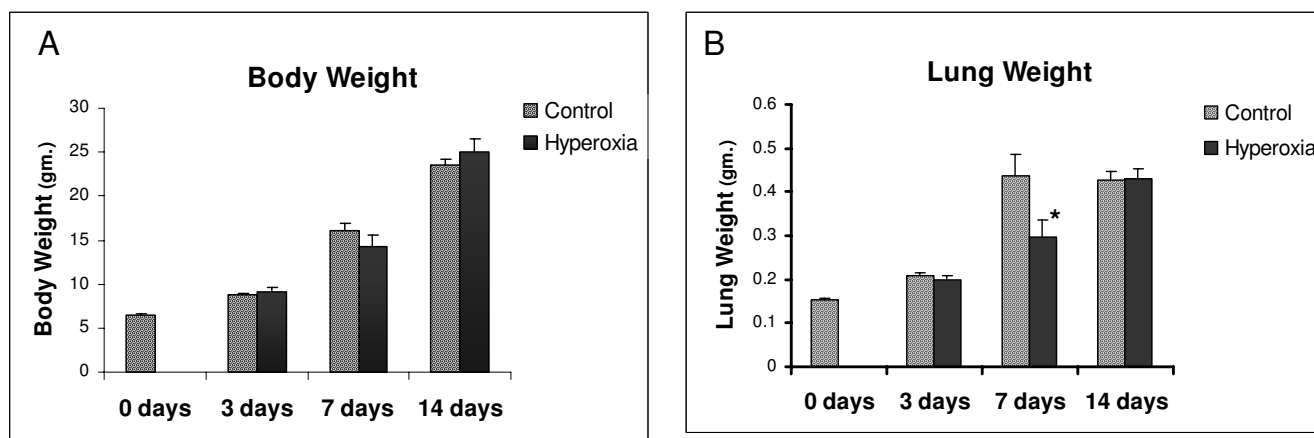 A
Body Weight
Body Weight (gm.)
30
25
20
15
10
5
0
0 days 3 days 7 days 14 days
Control
Hyperoxia
B
Lung Weight
Lung Weight (gm.)
0.6
0.5
0.4
0.3
0.2
0.1
0
*
0 days 3 days 7 days 14 days
Control
Hyperoxia